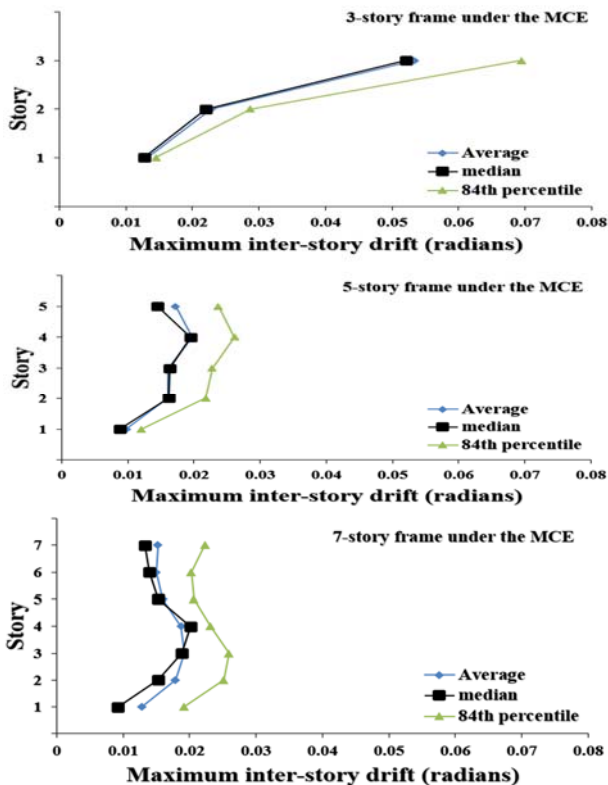 3-story frame under the MCE
Story
3
2
1
Average
median
84th percentile
0 0.01 0.02 0.03 0.04 0.05 0.06 0.07 0.08
Maximum inter-story drift (radians)
5-story frame under the MCE
Story
5
4
3
2
1
Average
median
84th percentile
0 0.01 0.02 0.03 0.04 0.05 0.06 0.07 0.08
Maximum inter-story drift (radians)
7-story frame under the MCE
Story
7
6
5
4
3
2
1
Average
median
84th percentile
0 0.01 0.02 0.03 0.04 0.05 0.06 0.07 0.08
Maximum inter-story drift (radians)